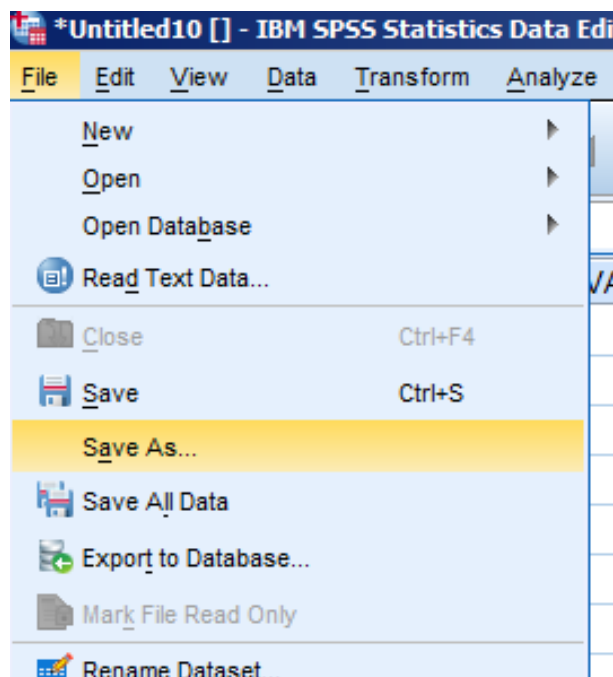 *Untitled10 [] - IBM SPSS Statistics Data Edi
File Edit View Data Transform Analyze
New
Open
Open Database
Read Text Data...
Close Ctrl+F4
Save Ctrl+S
Save As...
Save All Data
Export to Database...
Mark File Read Only
Rename Dataset